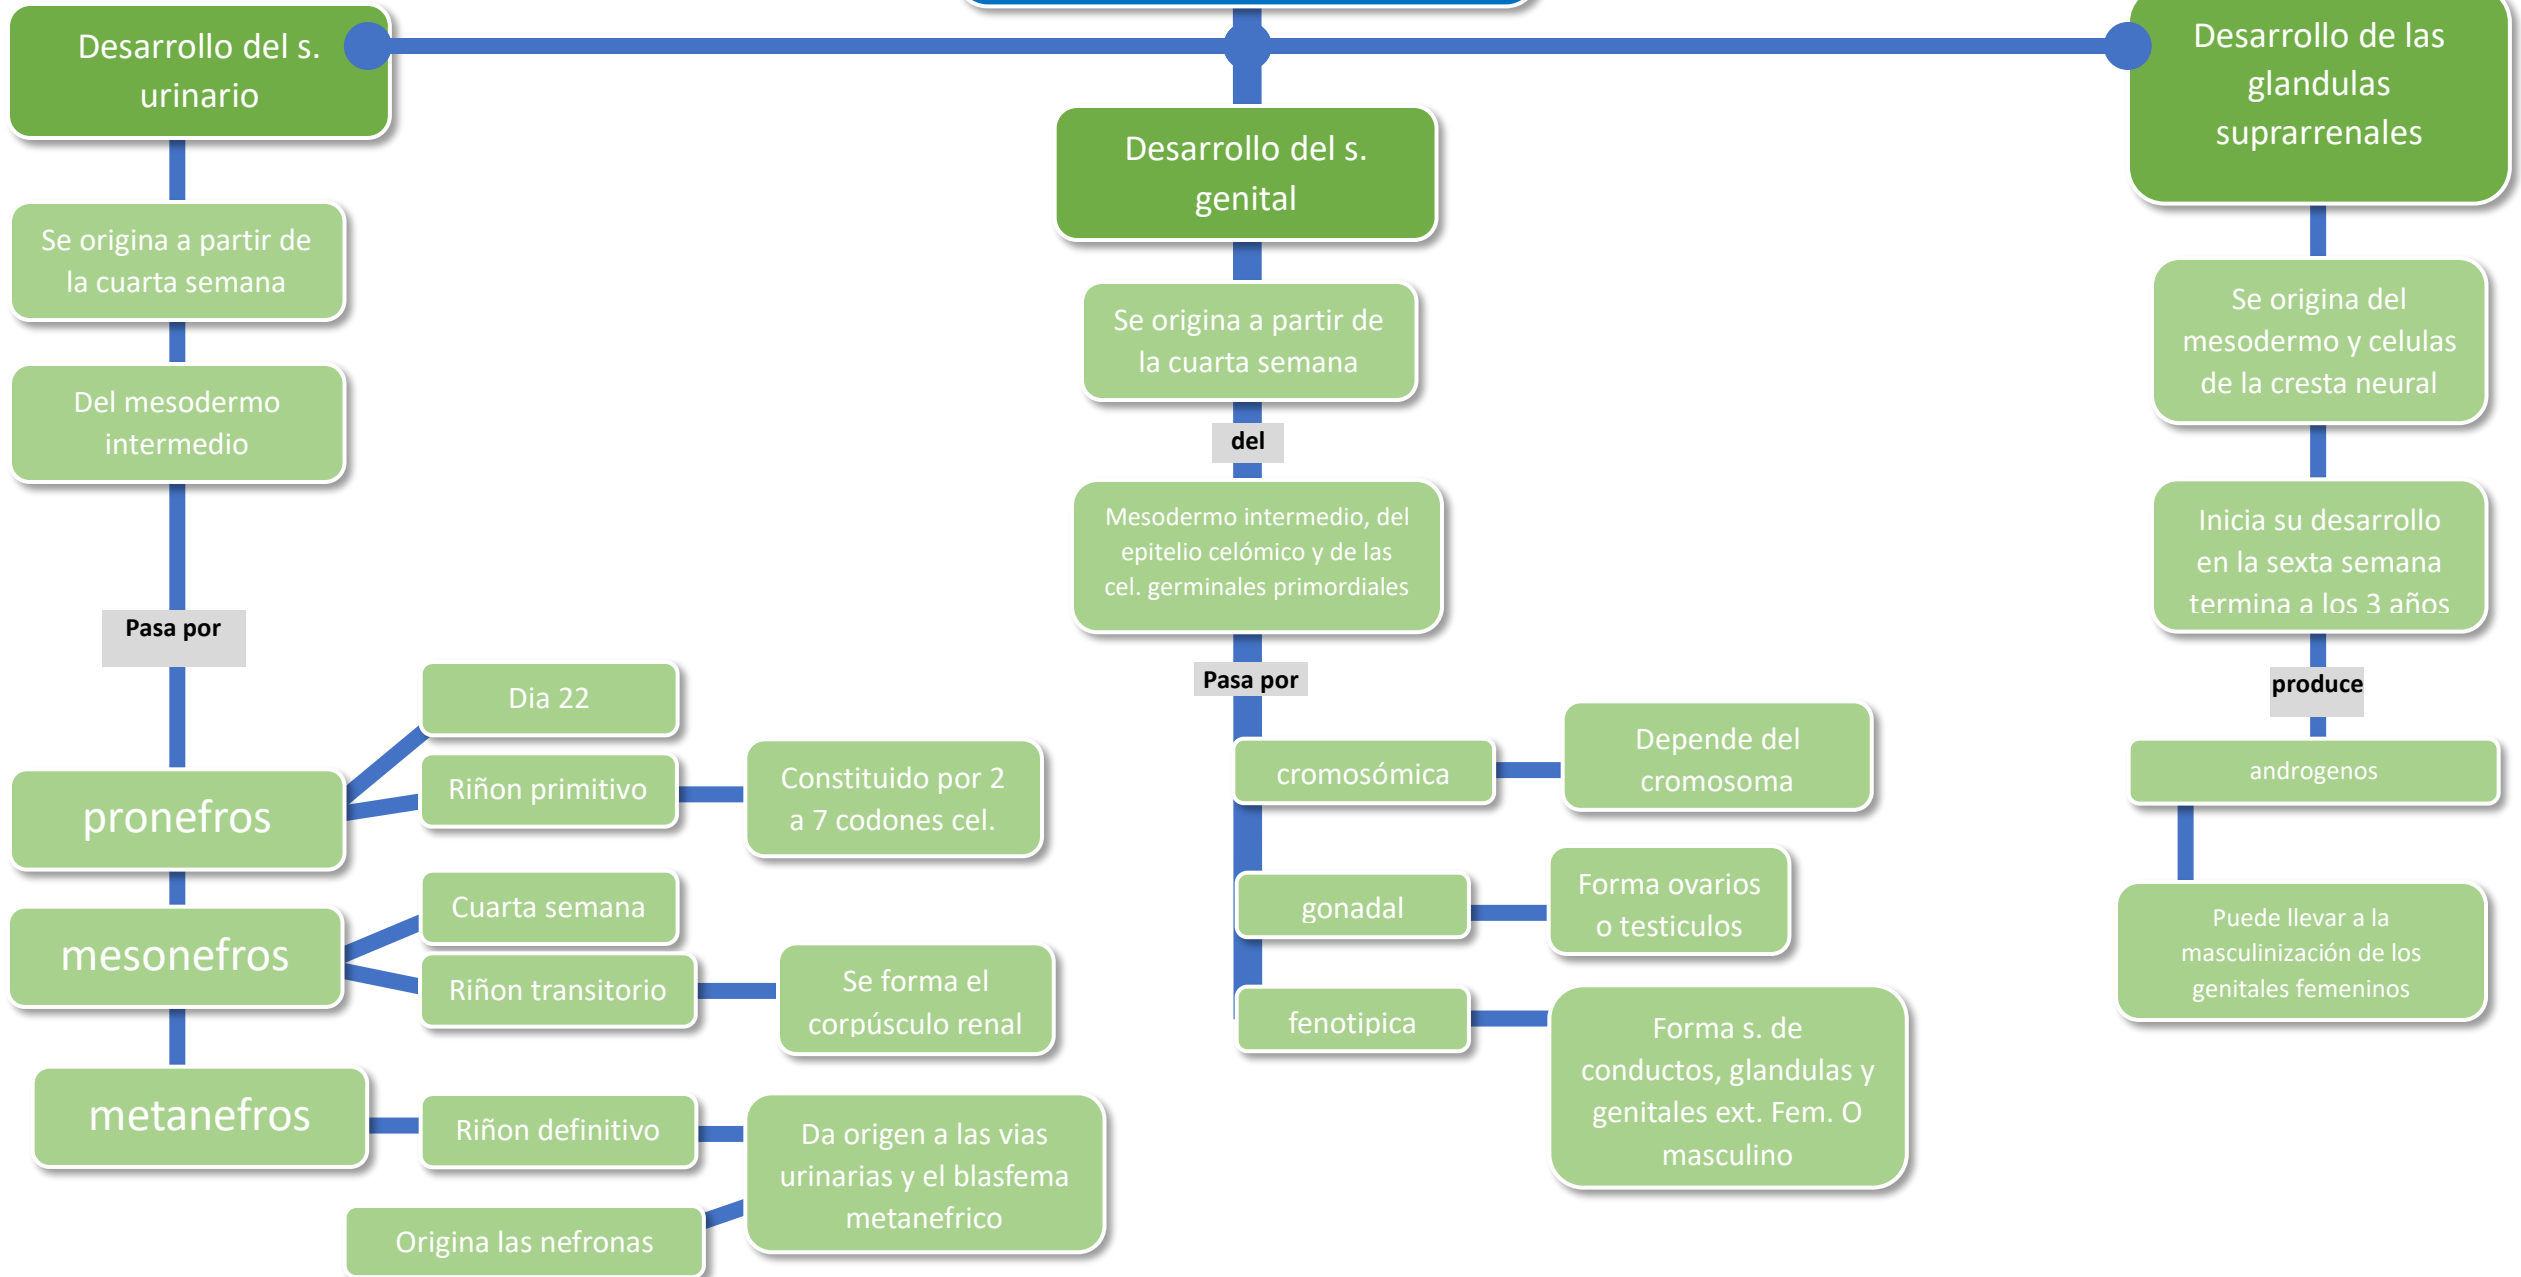 Desarrollo del s.
urinario
Se origina a partir de
la cuarta semana
Del mesodermo
intermedio
Pasa por
pronefros
Dia 22
Riñon primitivo
Constituido por 2
a 7 codones cel.
mesonefros
Cuarta semana
Riñon transitorio
Se forma el
corpúsculo renal
metanefros
Riñon definitivo
Da origen a las vias
urinarias y el blasfema
metanefrico
Origina las nefronas
Desarrollo del s.
genital
Se origina a partir de
la cuarta semana
del
Mesodermo intermedio, del
epitelio celómico y de las
cel. germinales primordiales
Pasa por
cromosómica
Depende del
cromosoma
gonadal
Forma ovarios
o testiculos
fenotipica
Forma s. de
conductos, glandulas y
genitales ext. Fem. O
masculino
Desarrollo de las
glandulas
suprarrenales
Se origina del
mesodermo y celulas
de la cresta neural
Inicia su desarrollo
en la sexta semana
termina a los 3 años
produce
androgenos
Puede llevar a la
masculinización de los
genitales femeninos